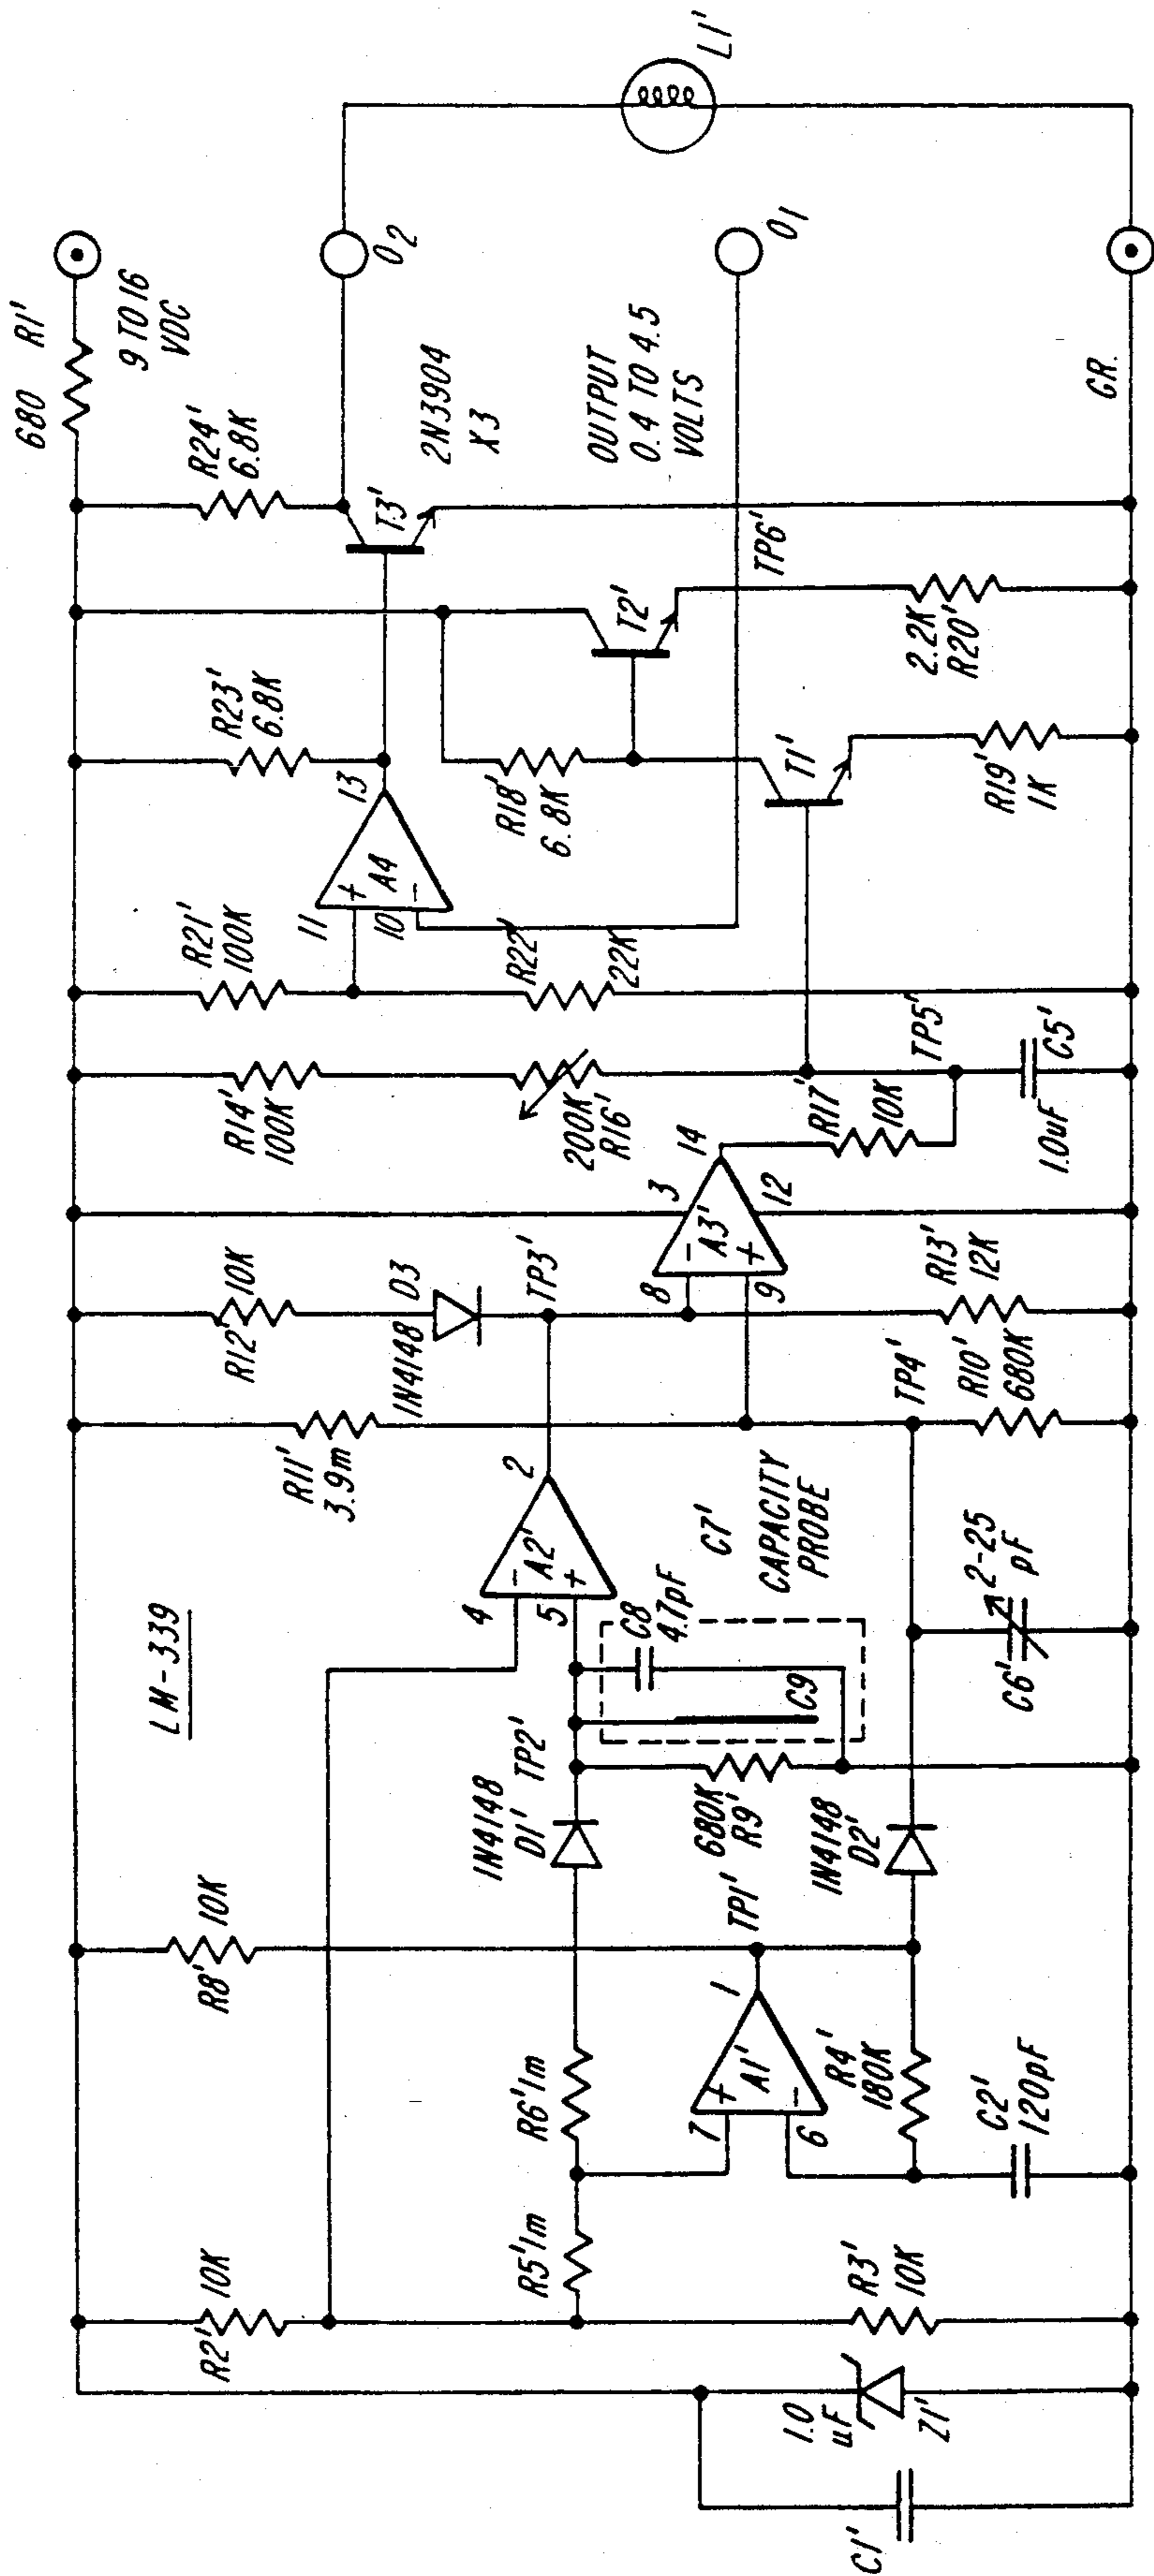 LM-339
680 R1'
9 TO 16
VDC
R2' 10K
R8' 10K
R11'
3.9m
R12 10K
R14'
100K
R21'
100K
R23'
6.8K
R24'
6.8K
1N4148 D3
TP3'
4
5
A2'
2
-
+
11
10
A4
13
+
-
T3'
2N3904
X3
O2
L1'
R5' 1m
R6' 1m
1N4148
D1'
TP2'
C8
4.7pF
C9
C7'
CAPACITY
PROBE
680K
R9'
200K
R16'
R22'
22K
R18'
6.8K
T2'
OUTPUT
0.4 TO 4.5
VOLTS
O1
7
6
A1'
1
+
-
TP1'
8
9
A3'
3
14
12
-
+
T1'
TP6'
R4'
180K
1N4148
D2'
TP4'
R17'
10K
TP5'
R3'
10K
C2'
120pF
C6'
2-25
pF
R10'
680K
R13'
12K
1.0uF
C5'
R19'
1K
2.2K
R20'
GR.
C1'
1.0
uF
Z1'